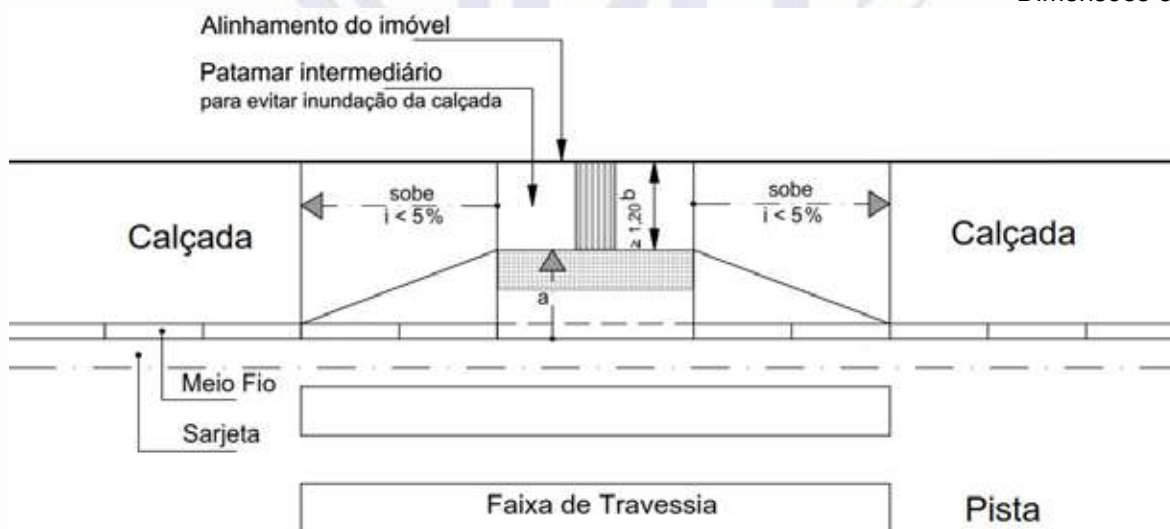 Alinhamento do imóvel
Patamar intermediário
para evitar inundação da calçada
sobe
i < 5%
≥ 1,20
b
sobe
i < 5%
Calçada
Calçada
a
Meio Fio
Sarjeta
Faixa de Travessia
Pista